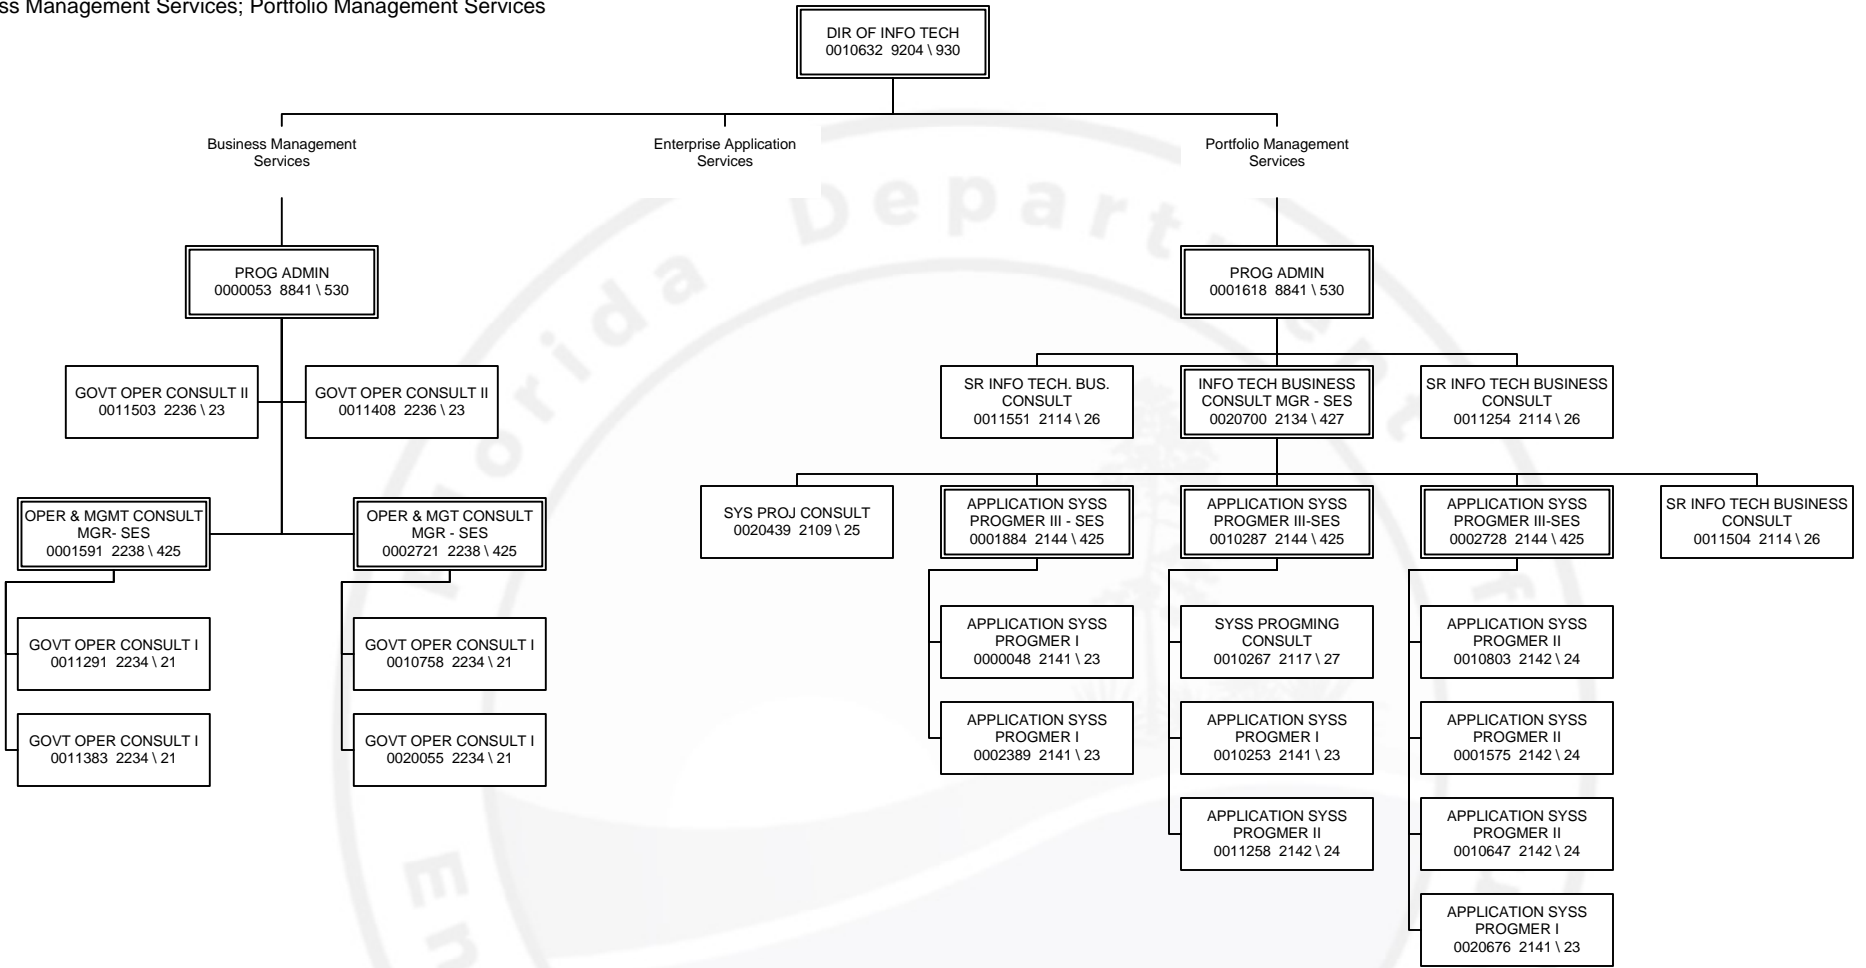 ss Management Services; Portfolio Management Services
DIR OF INFO TECH
0010632 9204 \ 930
Business Management
Services
Enterprise Application
Services
Portfolio Management
Services
PROG ADMIN
0000053 8841 \ 530
PROG ADMIN
0001618 8841 \ 530
GOVT OPER CONSULT II
0011503 2236 \ 23
GOVT OPER CONSULT II
0011408 2236 \ 23
SR INFO TECH. BUS.
CONSULT
0011551 2114 \ 26
INFO TECH BUSINESS
CONSULT MGR - SES
0020700 2134 \ 427
SR INFO TECH BUSINESS
CONSULT
0011254 2114 \ 26
OPER & MGMT CONSULT
MGR- SES
0001591 2238 \ 425
OPER & MGT CONSULT
MGR - SES
0002721 2238 \ 425
SYS PROJ CONSULT
0020439 2109 \ 25
APPLICATION SYSS
PROGMER III - SES
0001884 2144 \ 425
APPLICATION SYSS
PROGMER III-SES
0010287 2144 \ 425
APPLICATION SYSS
PROGMER III-SES
0002728 2144 \ 425
SR INFO TECH BUSINESS
CONSULT
0011504 2114 \ 26
GOVT OPER CONSULT I
0011291 2234 \ 21
GOVT OPER CONSULT I
0010758 2234 \ 21
APPLICATION SYSS
PROGMER I
0000048 2141 \ 23
SYSS PROGMING
CONSULT
0010267 2117 \ 27
APPLICATION SYSS
PROGMER II
0010803 2142 \ 24
GOVT OPER CONSULT I
0011383 2234 \ 21
GOVT OPER CONSULT I
0020055 2234 \ 21
APPLICATION SYSS
PROGMER I
0002389 2141 \ 23
APPLICATION SYSS
PROGMER I
0010253 2141 \ 23
APPLICATION SYSS
PROGMER II
0001575 2142 \ 24
APPLICATION SYSS
PROGMER II
0011258 2142 \ 24
APPLICATION SYSS
PROGMER II
0010647 2142 \ 24
APPLICATION SYSS
PROGMER I
0020676 2141 \ 23